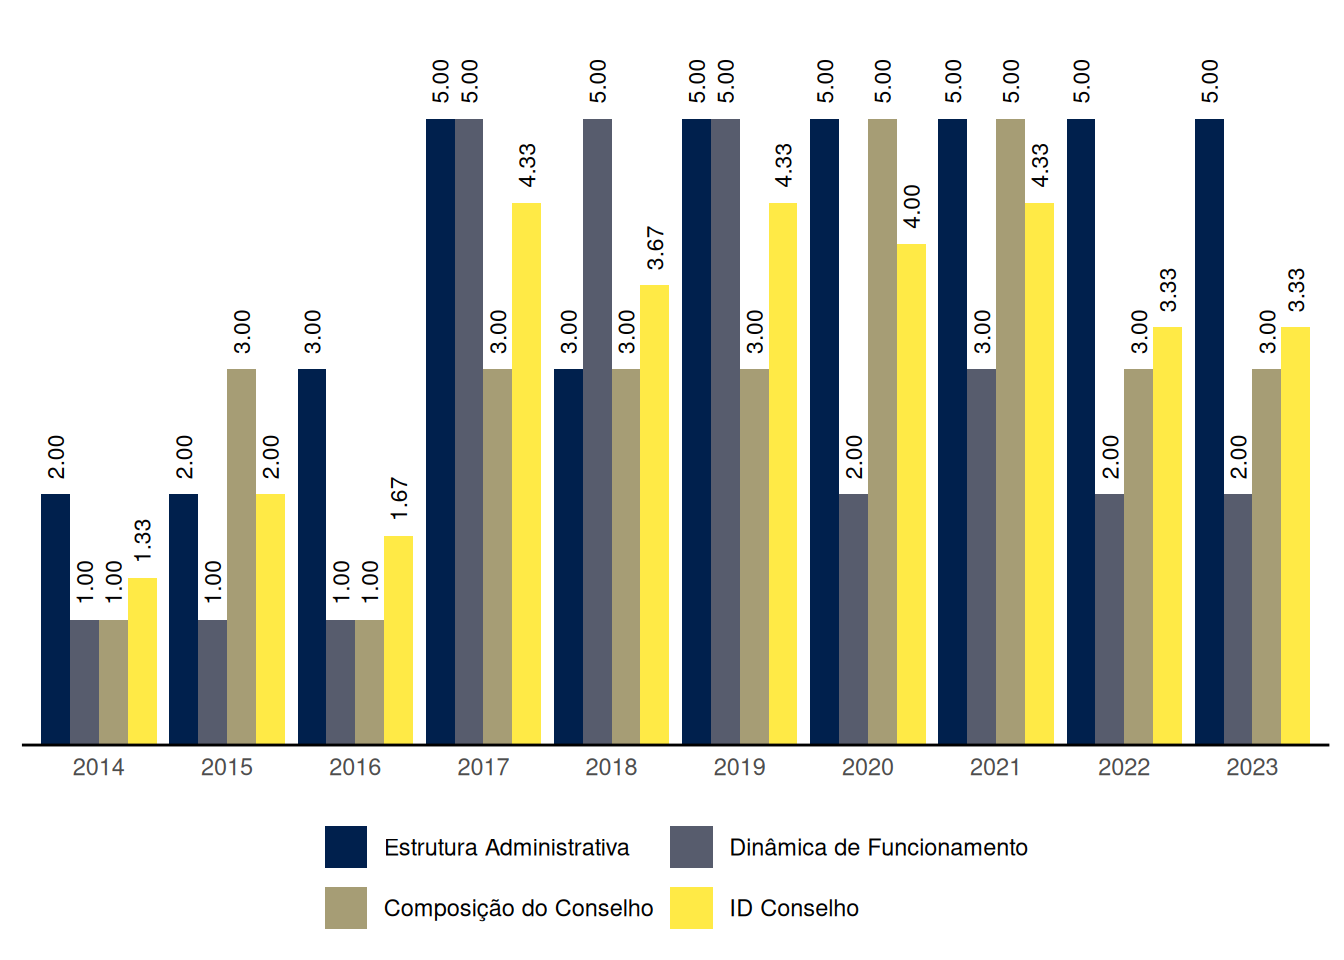 2.00 1.00 1.00 1.33
2.00 1.00 3.00 2.00
3.00 1.00 1.00 1.67
5.00 5.00 3.00 4.33
3.00 5.00 3.00 3.67
5.00 5.00 3.00 4.33
5.00 2.00 5.00 4.00
5.00 3.00 5.00 4.33
5.00 2.00 3.00 3.33
5.00 2.00 3.00 3.33
2014 2015 2016 2017 2018 2019 2020 2021 2022 2023
Estrutura Administrativa Dinâmica de Funcionamento
Composição do Conselho ID Conselho